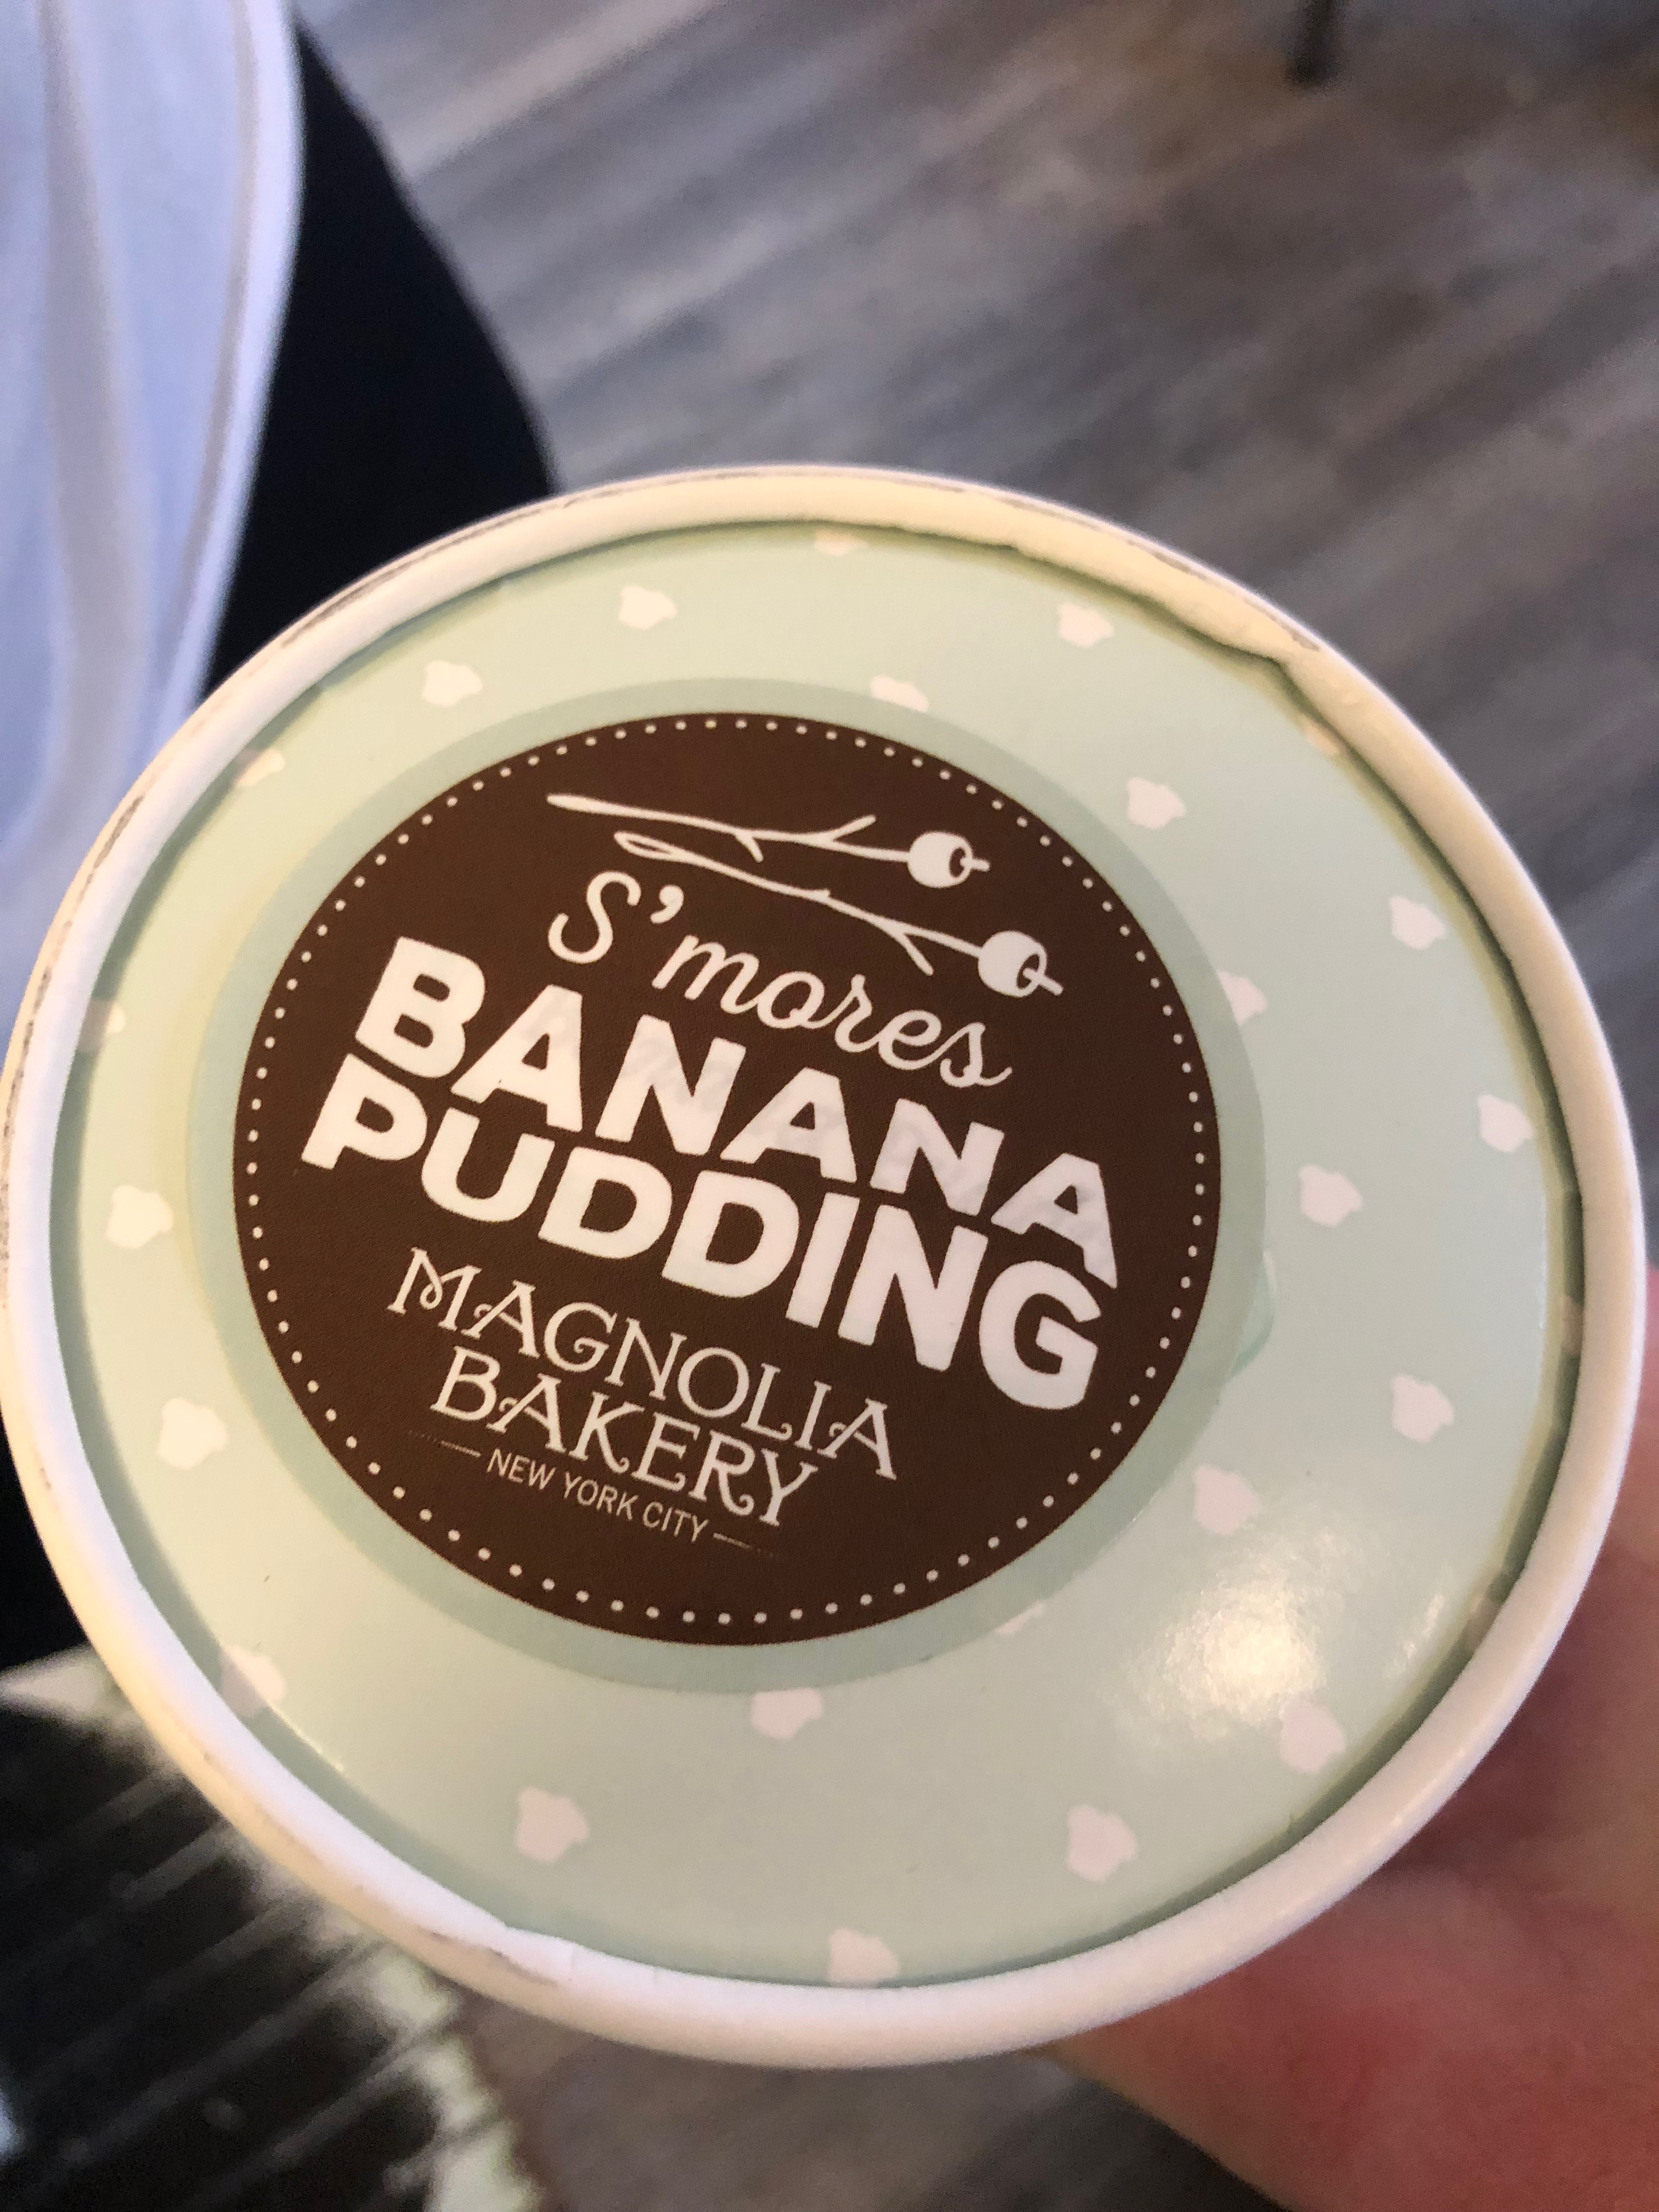 S'mores
BANANA
PUDDING
MAGNOLIA
BAKERY
NEW YORK CITY